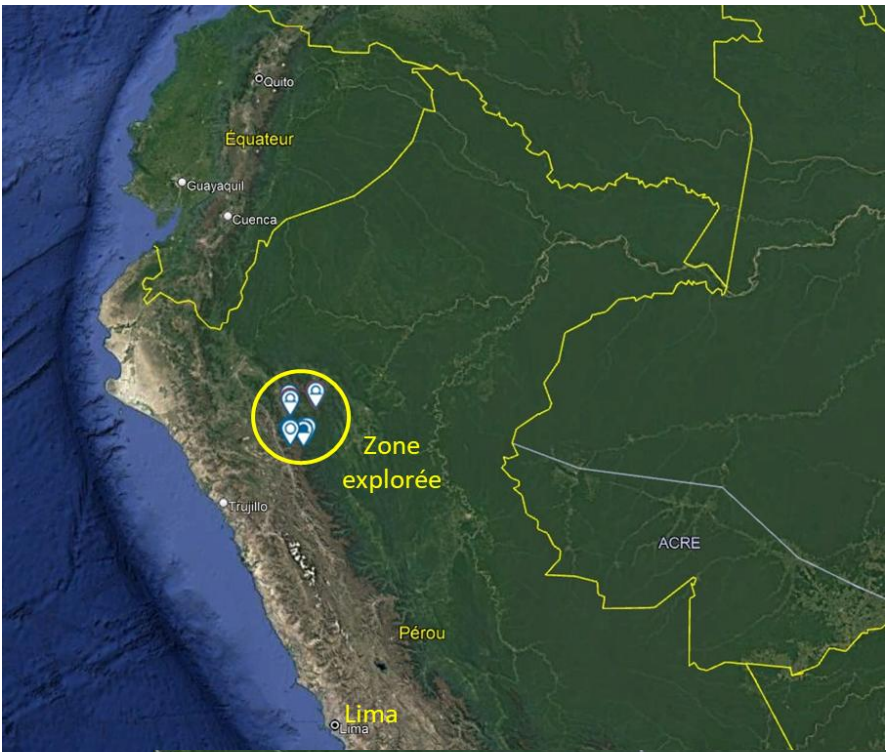 Quito
Équateur
Guayaquil
Cuenca
Zone
explorée
Trujillo
ACRE
Pérou
Lima
Lima